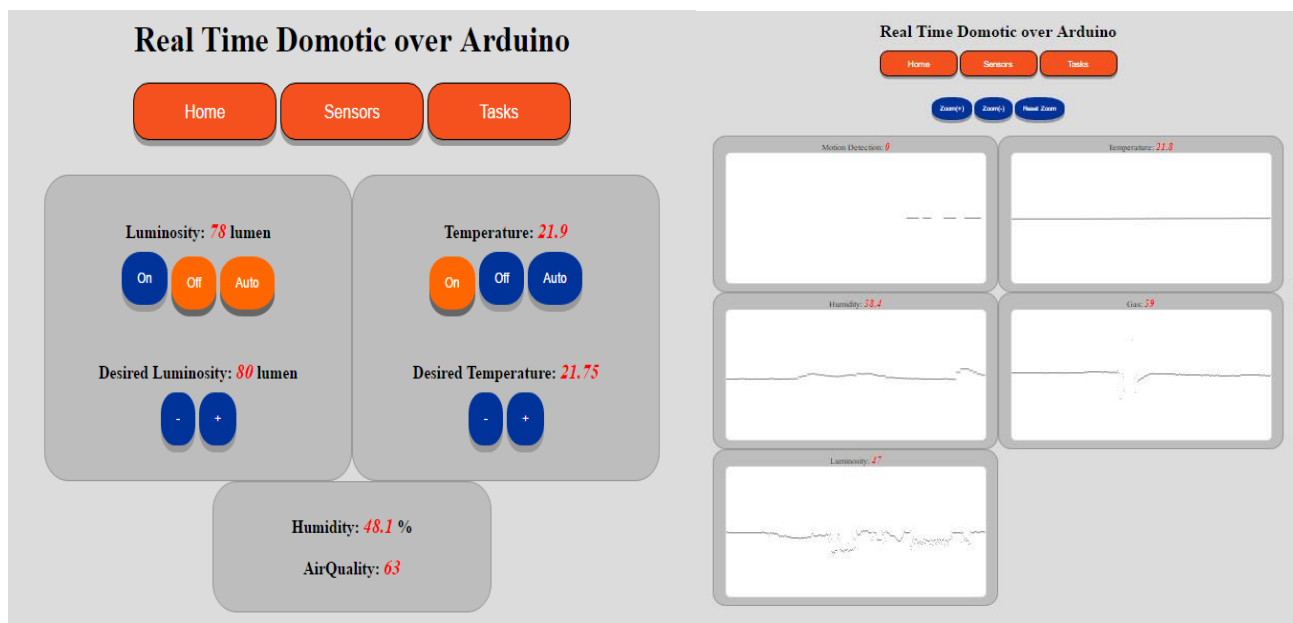 Real Time Domotic over Arduino
Home Sensors Tasks
Luminosity: 78 lumen
On Off Auto
Desired Luminosity: 80 lumen
- +
Temperature: 21.9
On Off Auto
Desired Temperature: 21.75
- +
Humidity: 48.1 %
AirQuality: 63
Real Time Domotic over Arduino
Home Sensors Tasks
Zoom(+) Zoom(-) Reset Zoom
Motion Detection: 0
Temperature: 21.8
Humidity: 58.4
Gas: 59
Luminosity: 47